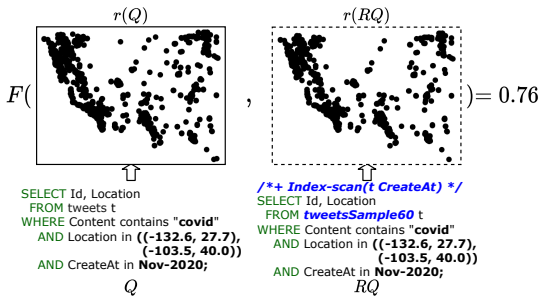 r(Q)
r(RQ)
F( , )= 0.76
SELECT Id, Location
FROM tweets t
WHERE Content contains "covid"
AND Location in ((-132.6, 27.7),
(-103.5, 40.0))
AND CreateAt in Nov-2020;
Q
/*+ Index-scan(t CreateAt) */
SELECT Id, Location
FROM tweetsSample60 t
WHERE Content contains "covid"
AND Location in ((-132.6, 27.7),
(-103.5, 40.0))
AND CreateAt in Nov-2020;
RQ